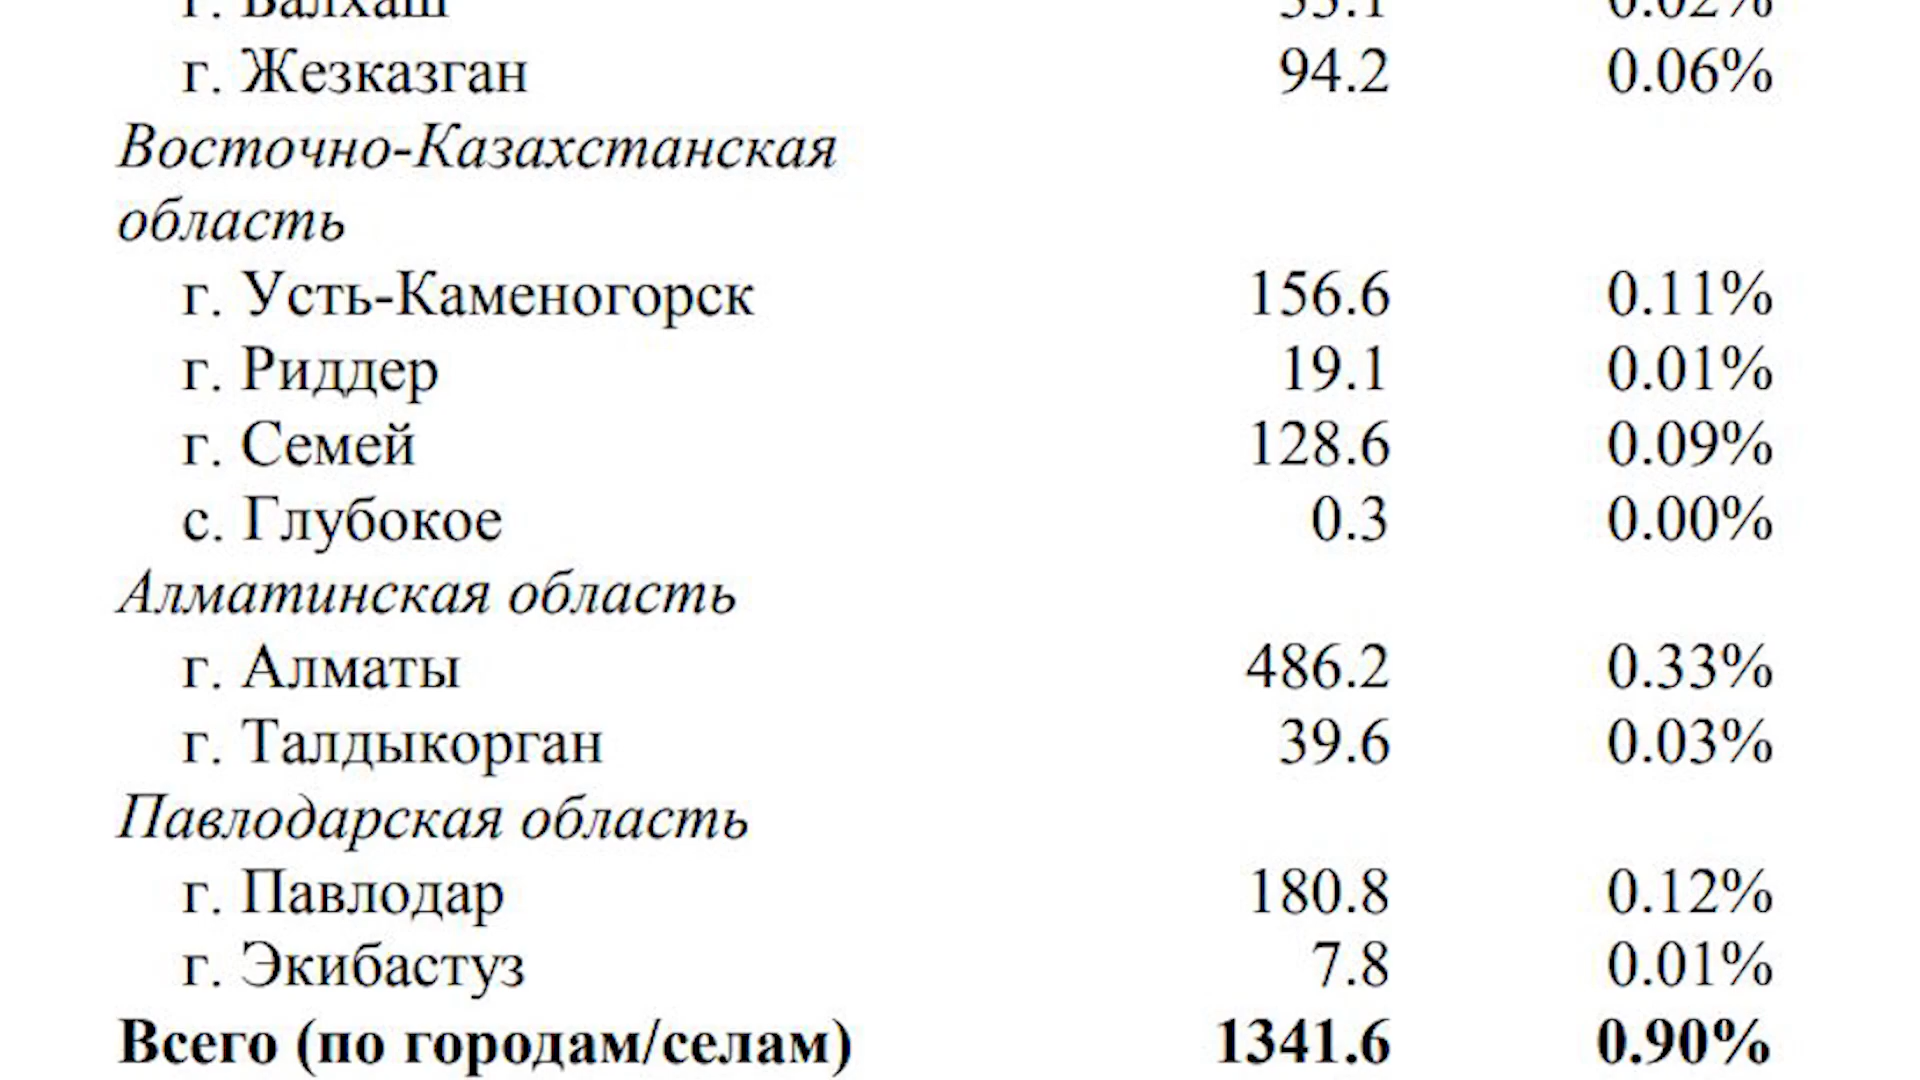 г. Балхаш 0.02%
г. Жезказган 94.2 0.06%
Восточно-Казахстанская
область
г. Усть-Каменогорск 156.6 0.11%
г. Риддер 19.1 0.01%
г. Семей 128.6 0.09%
с. Глубокое 0.3 0.00%
Алматинская область
г. Алматы 486.2 0.33%
г. Талдыкорган 39.6 0.03%
Павлодарская область
г. Павлодар 180.8 0.12%
г. Экибастуз 7.8 0.01%
Всего (по городам/селам) 1341.6 0.90%